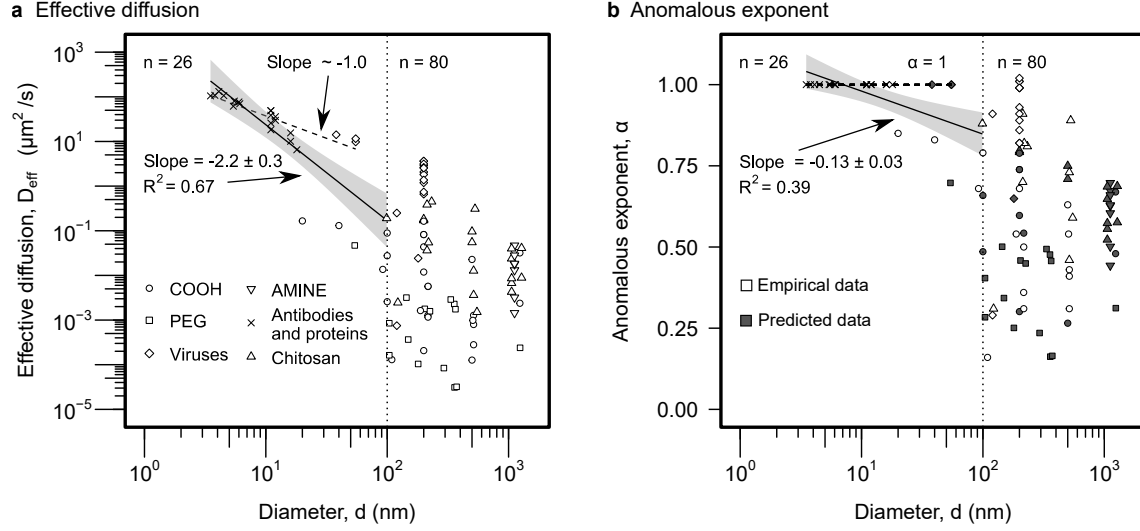 a Effective diffusion
10³
10¹
10⁻¹
10⁻³
10⁻⁵
Effective diffusion, D_eff (μm²/s)
n = 26
Slope ~ -1.0
n = 80
Slope = -2.2 ± 0.3
R² = 0.67
COOH
PEG
Viruses
AMINE
Antibodies
and proteins
Chitosan
10⁰
10¹
10²
10³
Diameter, d (nm)
b Anomalous exponent
1.00
0.75
0.50
0.25
0.00
Anomalous exponent, α
n = 26
α = 1
n = 80
Slope = -0.13 ± 0.03
R² = 0.39
Empirical data
Predicted data
10⁰
10¹
10²
10³
Diameter, d (nm)